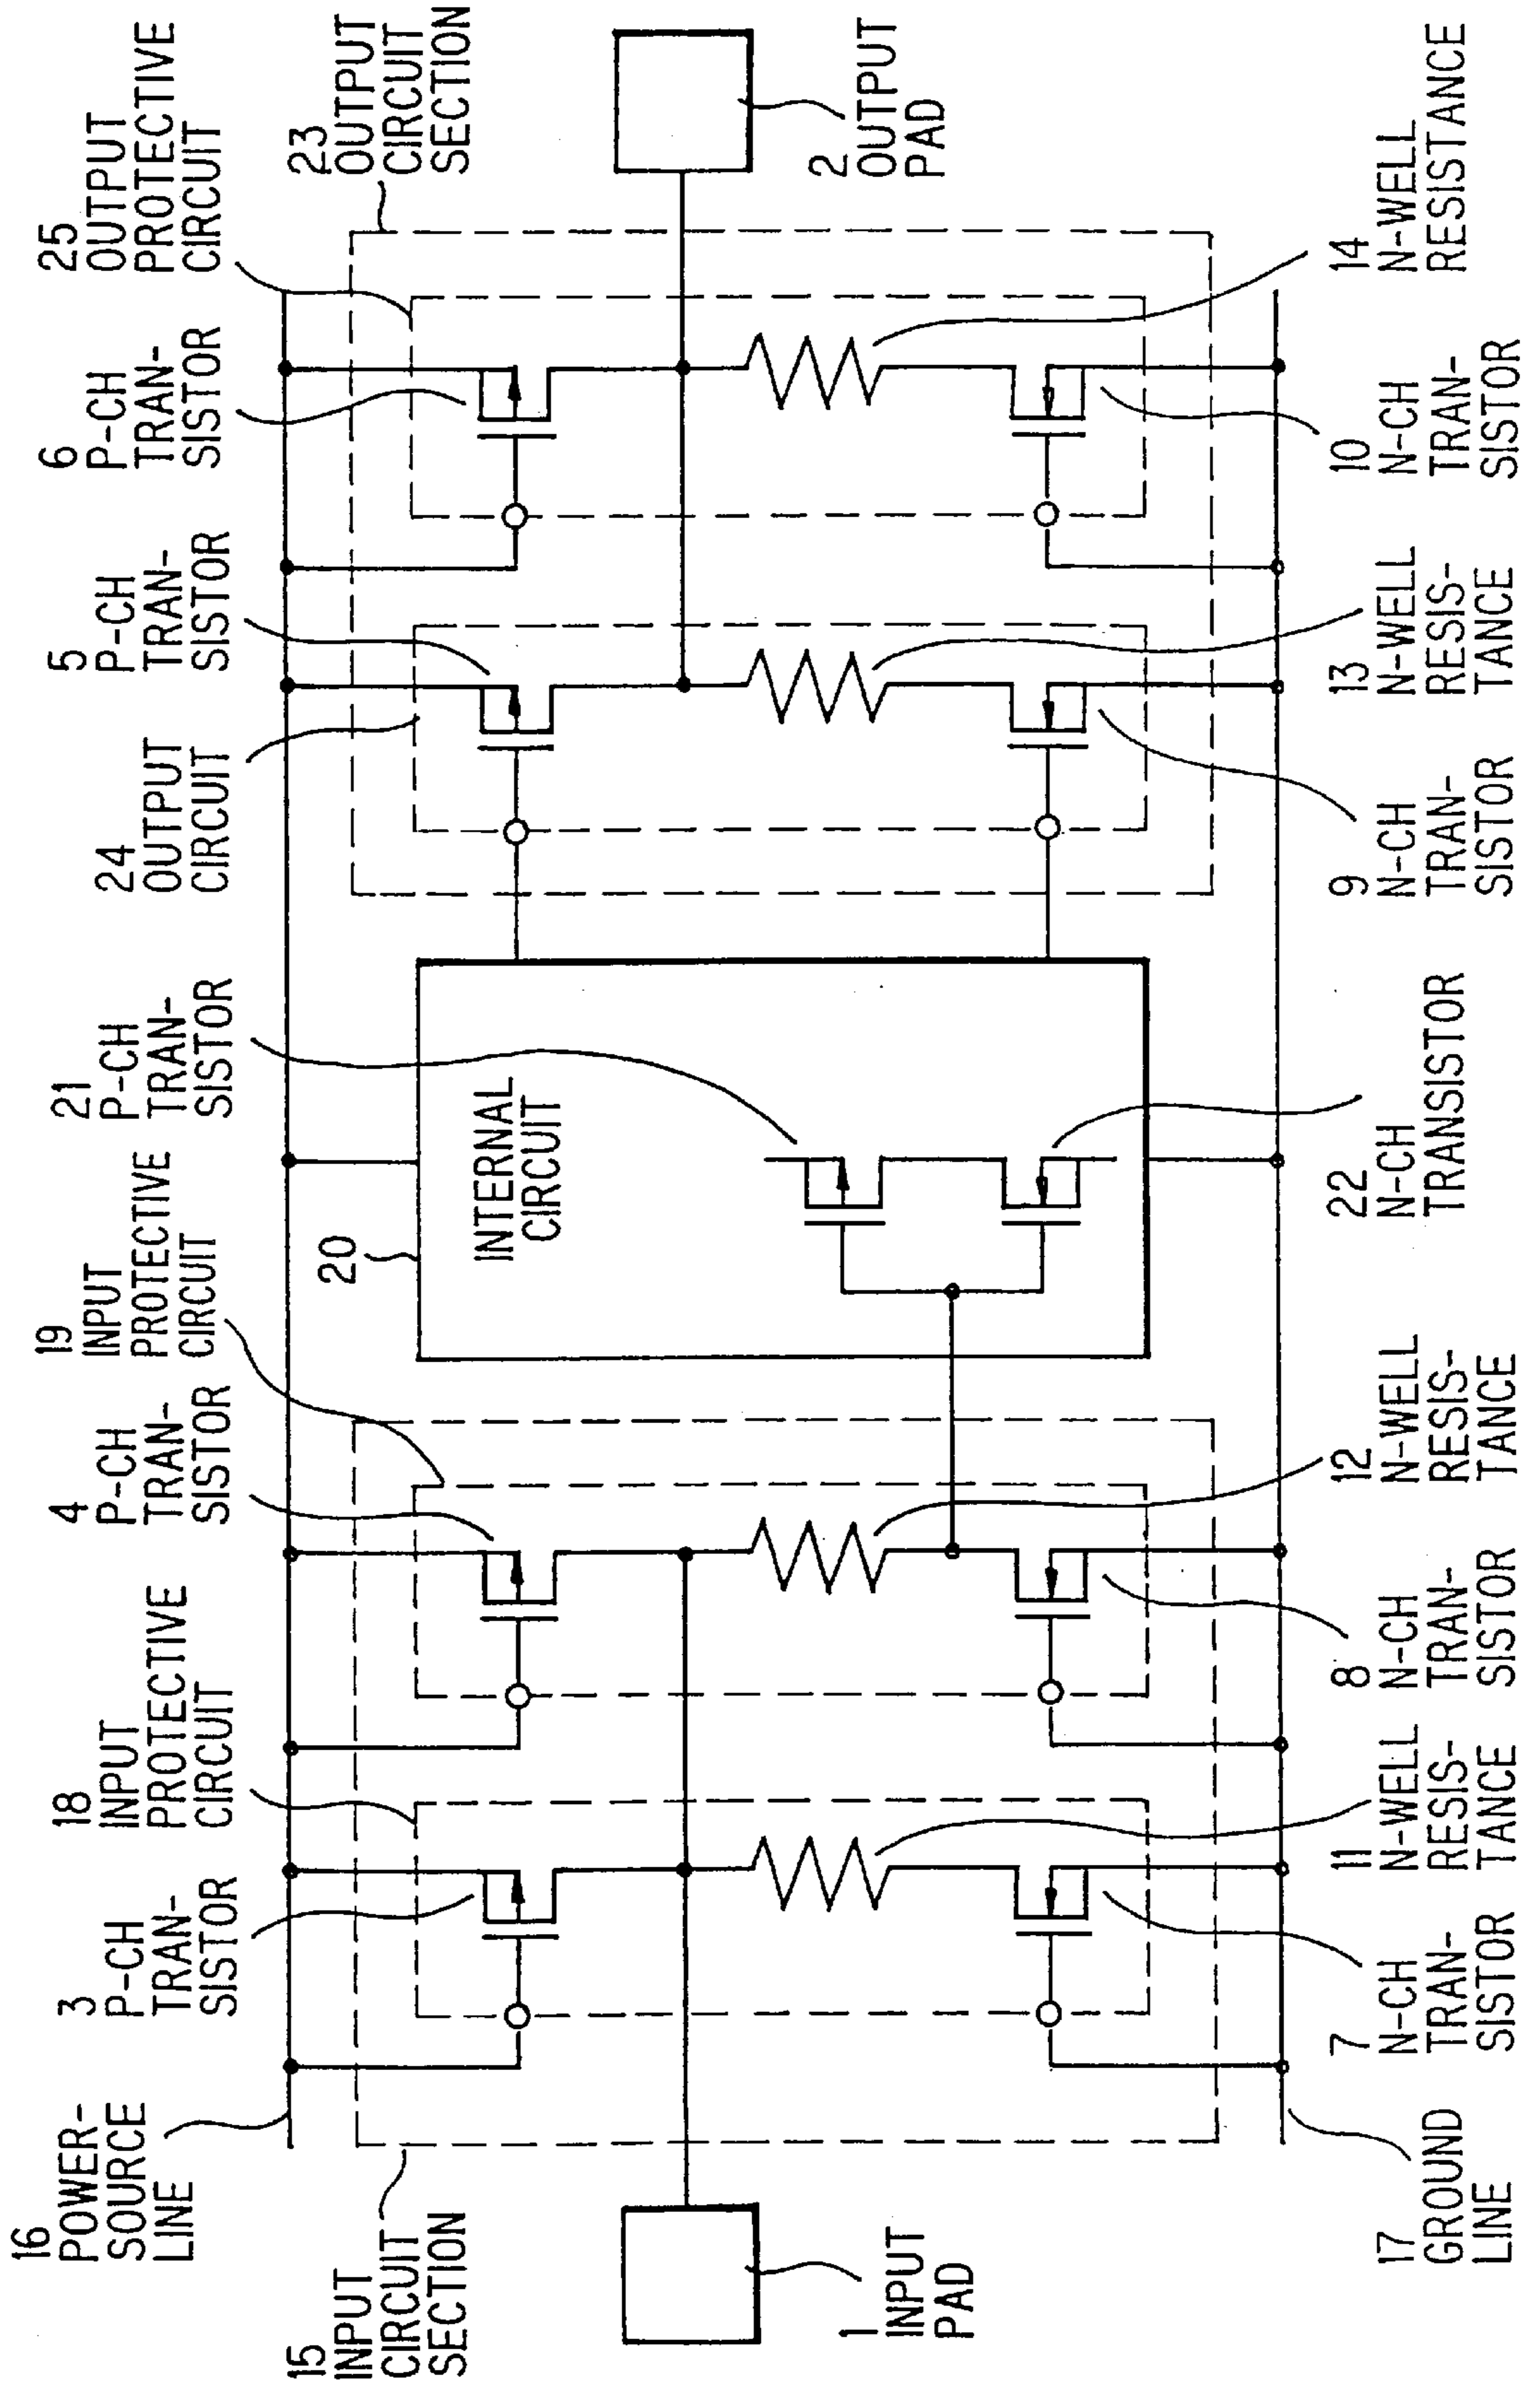 16
POWER-
SOURCE
LINE
3
P-CH
TRAN-
SISTOR
18
INPUT
PROTECTIVE
CIRCUIT
4
P-CH
TRAN-
SISTOR
19
INPUT
PROTECTIVE
CIRCUIT
21
P-CH
TRAN-
SISTOR
24
OUTPUT
CIRCUIT
5
P-CH
TRAN-
SISTOR
6
P-CH
TRAN-
SISTOR
25
OUTPUT
PROTECTIVE
CIRCUIT
15
INPUT
CIRCUIT
SECTION
20
INTERNAL
CIRCUIT
23
OUTPUT
CIRCUIT
SECTION
1
INPUT
PAD
2
OUTPUT
PAD
17
GROUND
LINE
7
N-CH
TRAN-
SISTOR
11
N-WELL
RESIS-
TANCE
8
N-CH
TRAN-
SISTOR
12
N-WELL
RESIS-
TANCE
22
N-CH
TRANSISTOR
9
N-CH
TRAN-
SISTOR
13
N-WELL
RESIS-
TANCE
10
N-CH
TRAN-
SISTOR
14
N-WELL
RESISTANCE